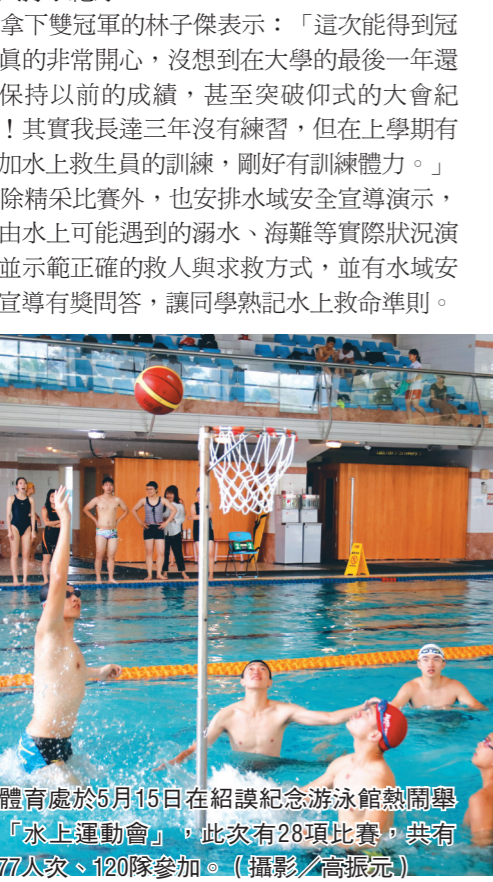 拿下雙冠軍的林子傑表示：「這次能得到冠
眞的非常開心，沒想到在大學的最後一年還
保持以前的成績，甚至突破仰式的大會紀
！其實我長達三年沒有練習，但在上學期有
加水上救生員的訓練，剛好有訓練體力。」
除精采比賽外，也安排水域安全宣導演示，
由水上可能遇到的溺水、海難等實際狀況演
並示範正確的救人與求救方式，並有水域安
宣導有獎問答，讓同學熟記水上救命準則。
體育處於5月15日在紹謨紀念游泳館熱鬧舉
「水上運動會」，此次有28項比賽，共有
77人次、120隊參加。（攝影／高振元）